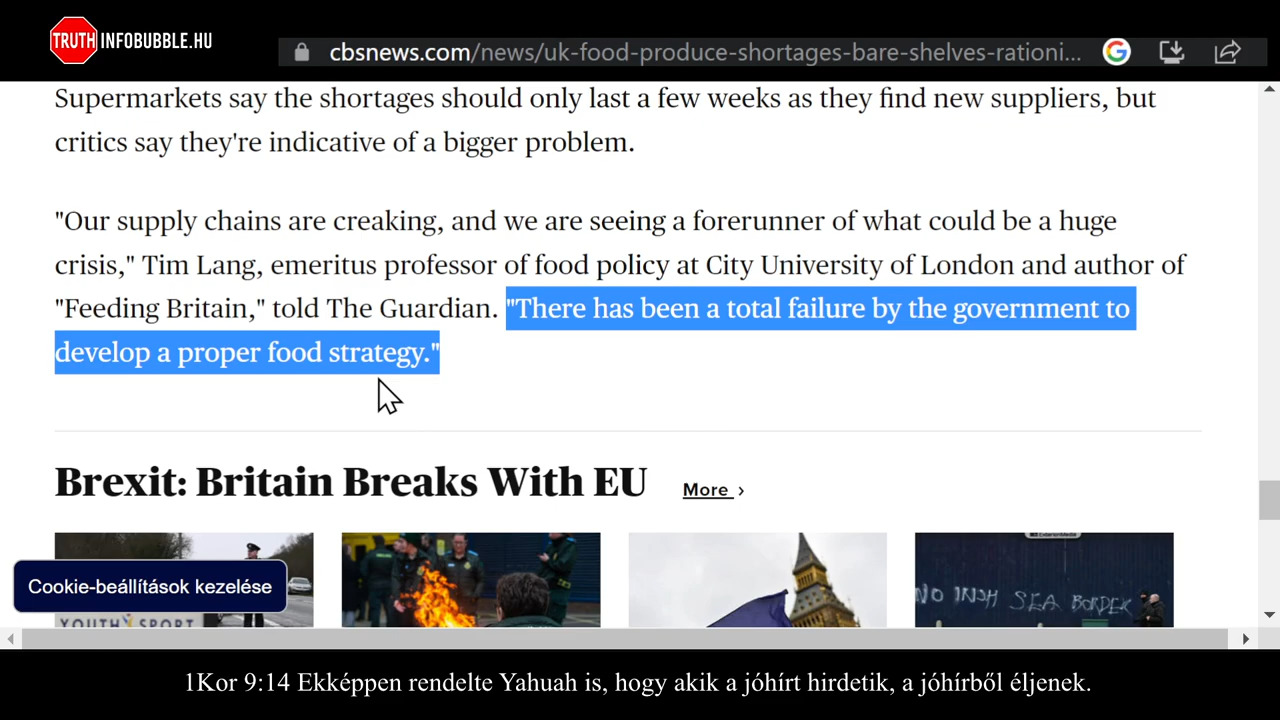 TRUTH INFOBUBBLE.HU
cbsnews.com/news/uk-food-produce-shortages-bare-shelves-rationi...
Supermarkets say the shortages should only last a few weeks as they find new suppliers, but
critics say they're indicative of a bigger problem.
"Our supply chains are creaking, and we are seeing a forerunner of what could be a huge
crisis," Tim Lang, emeritus professor of food policy at City University of London and author of
"Feeding Britain," told The Guardian. "There has been a total failure by the government to
develop a proper food strategy."
Brexit: Britain Breaks With EU More ›
NO IRISH SEA BORDER
Cookie-beállítások kezelése
YOUTH SPORT
1Kor 9:14 Ekképpen rendelte Yahuah is, hogy akik a jóhírt hirdetik, a jóhírből éljenek.